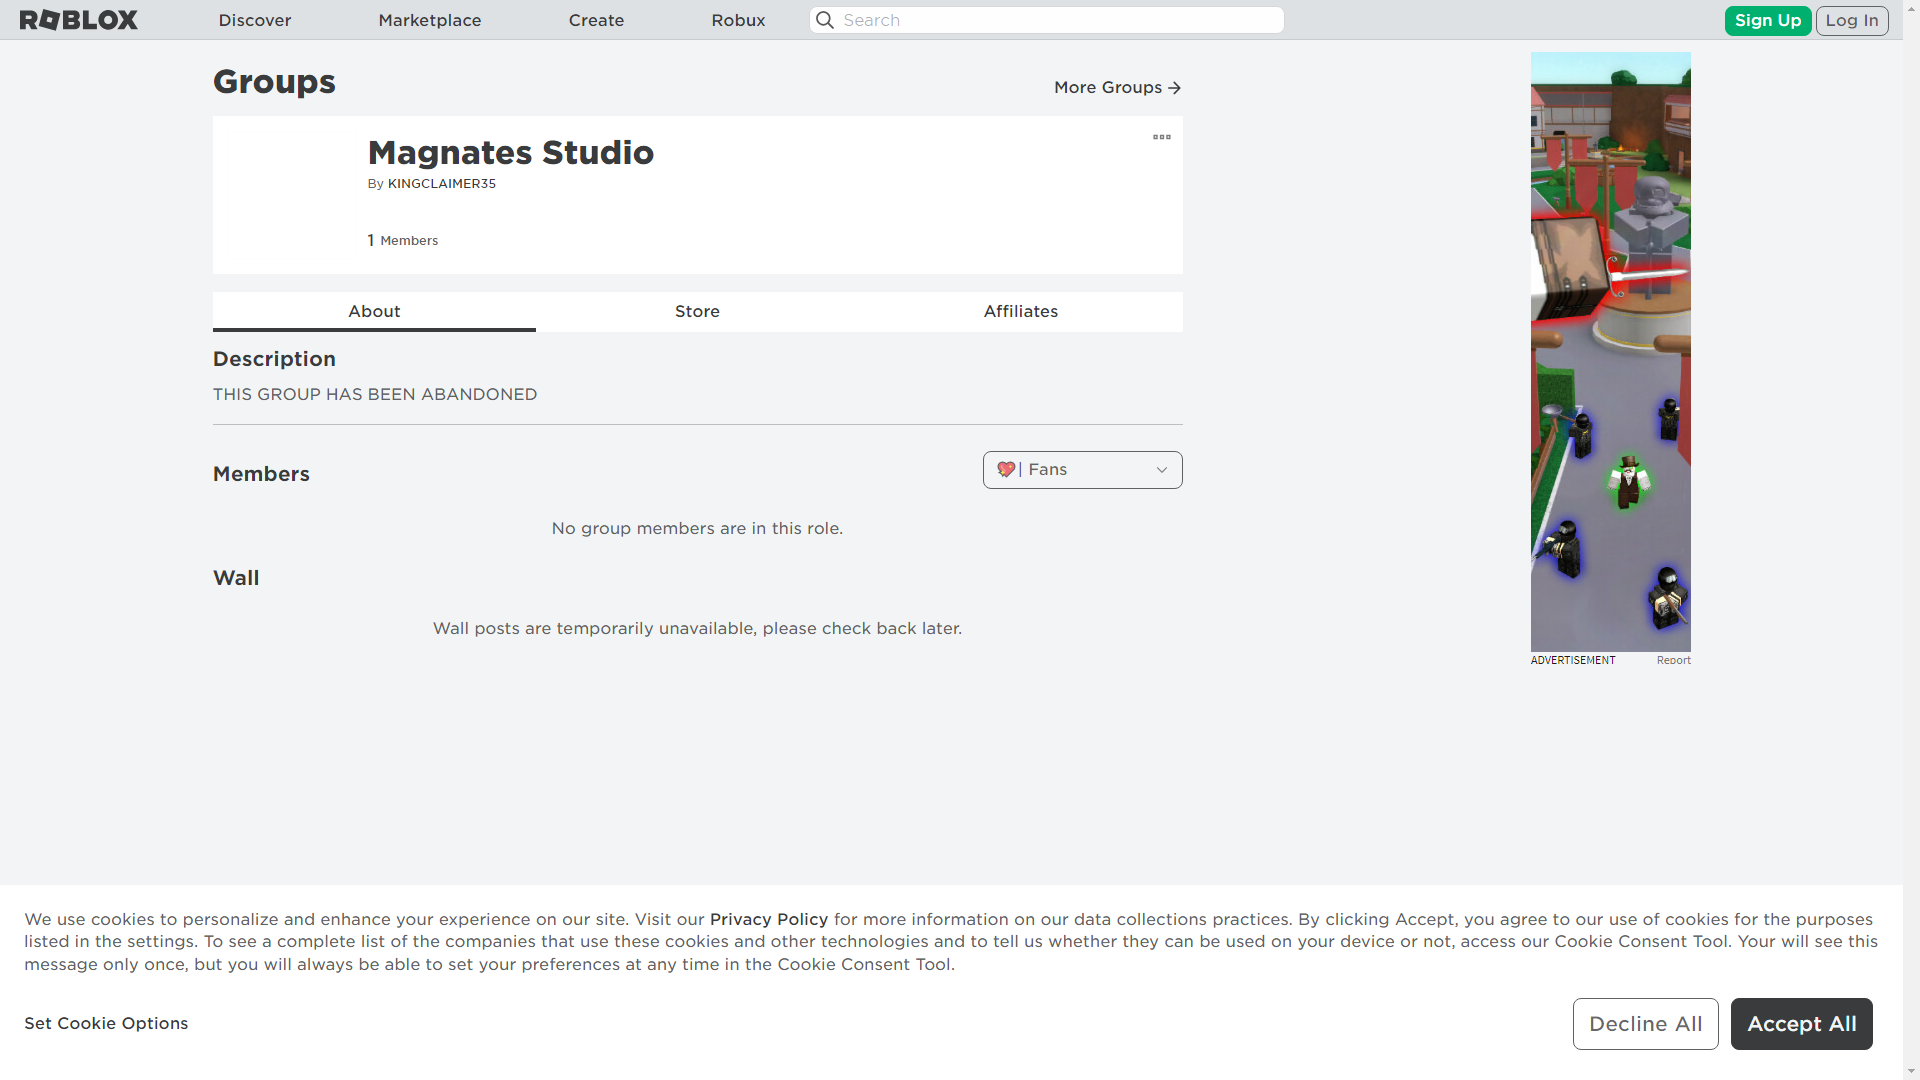 ROBLOX
Discover
Marketplace
Create
Robux
Search
Sign Up
Log In
Groups
More Groups
Magnates Studio
By KINGCLAIMER35
1 Members
About
Store
Affiliates
Description
THIS GROUP HAS BEEN ABANDONED
Members
💖| Fans
No group members are in this role.
Wall
Wall posts are temporarily unavailable, please check back later.
ADVERTISEMENT
Report
We use cookies to personalize and enhance your experience on our site. Visit our Privacy Policy for more information on our data collections practices. By clicking Accept, you agree to our use of cookies for the purposes
listed in the settings. To see a complete list of the companies that use these cookies and other technologies and to tell us whether they can be used on your device or not, access our Cookie Consent Tool. Your will see this
message only once, but you will always be able to set your preferences at any time in the Cookie Consent Tool.
Set Cookie Options
Decline All
Accept All